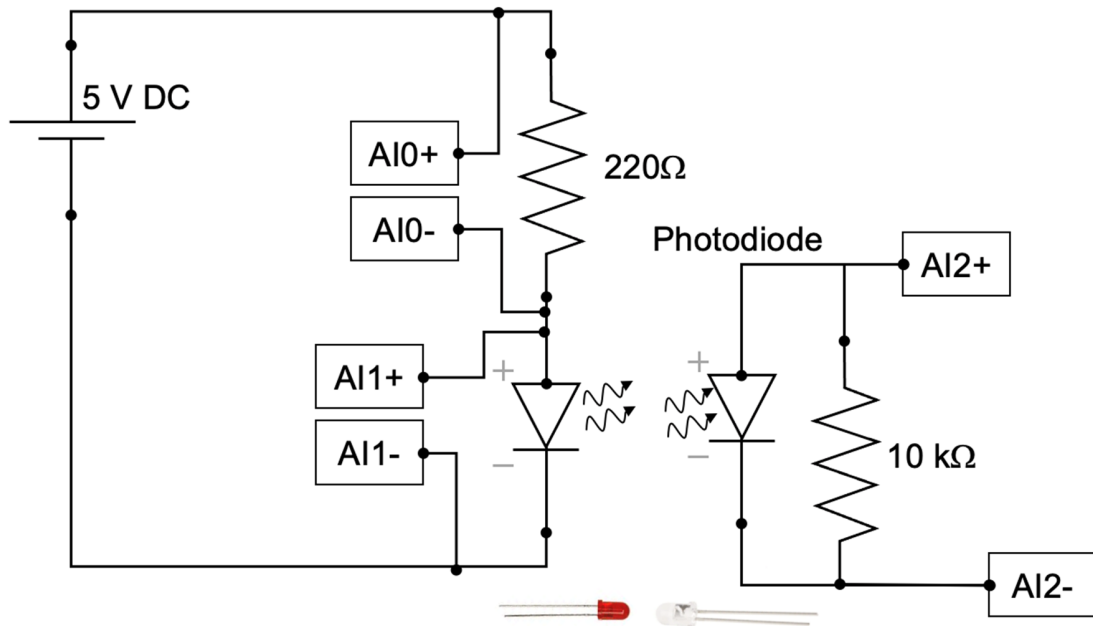 5 V DC
AI0+
220Ω
AI0-
Photodiode
AI2+
+
+
AI1+
10 kΩ
AI1-
−
−
AI2-